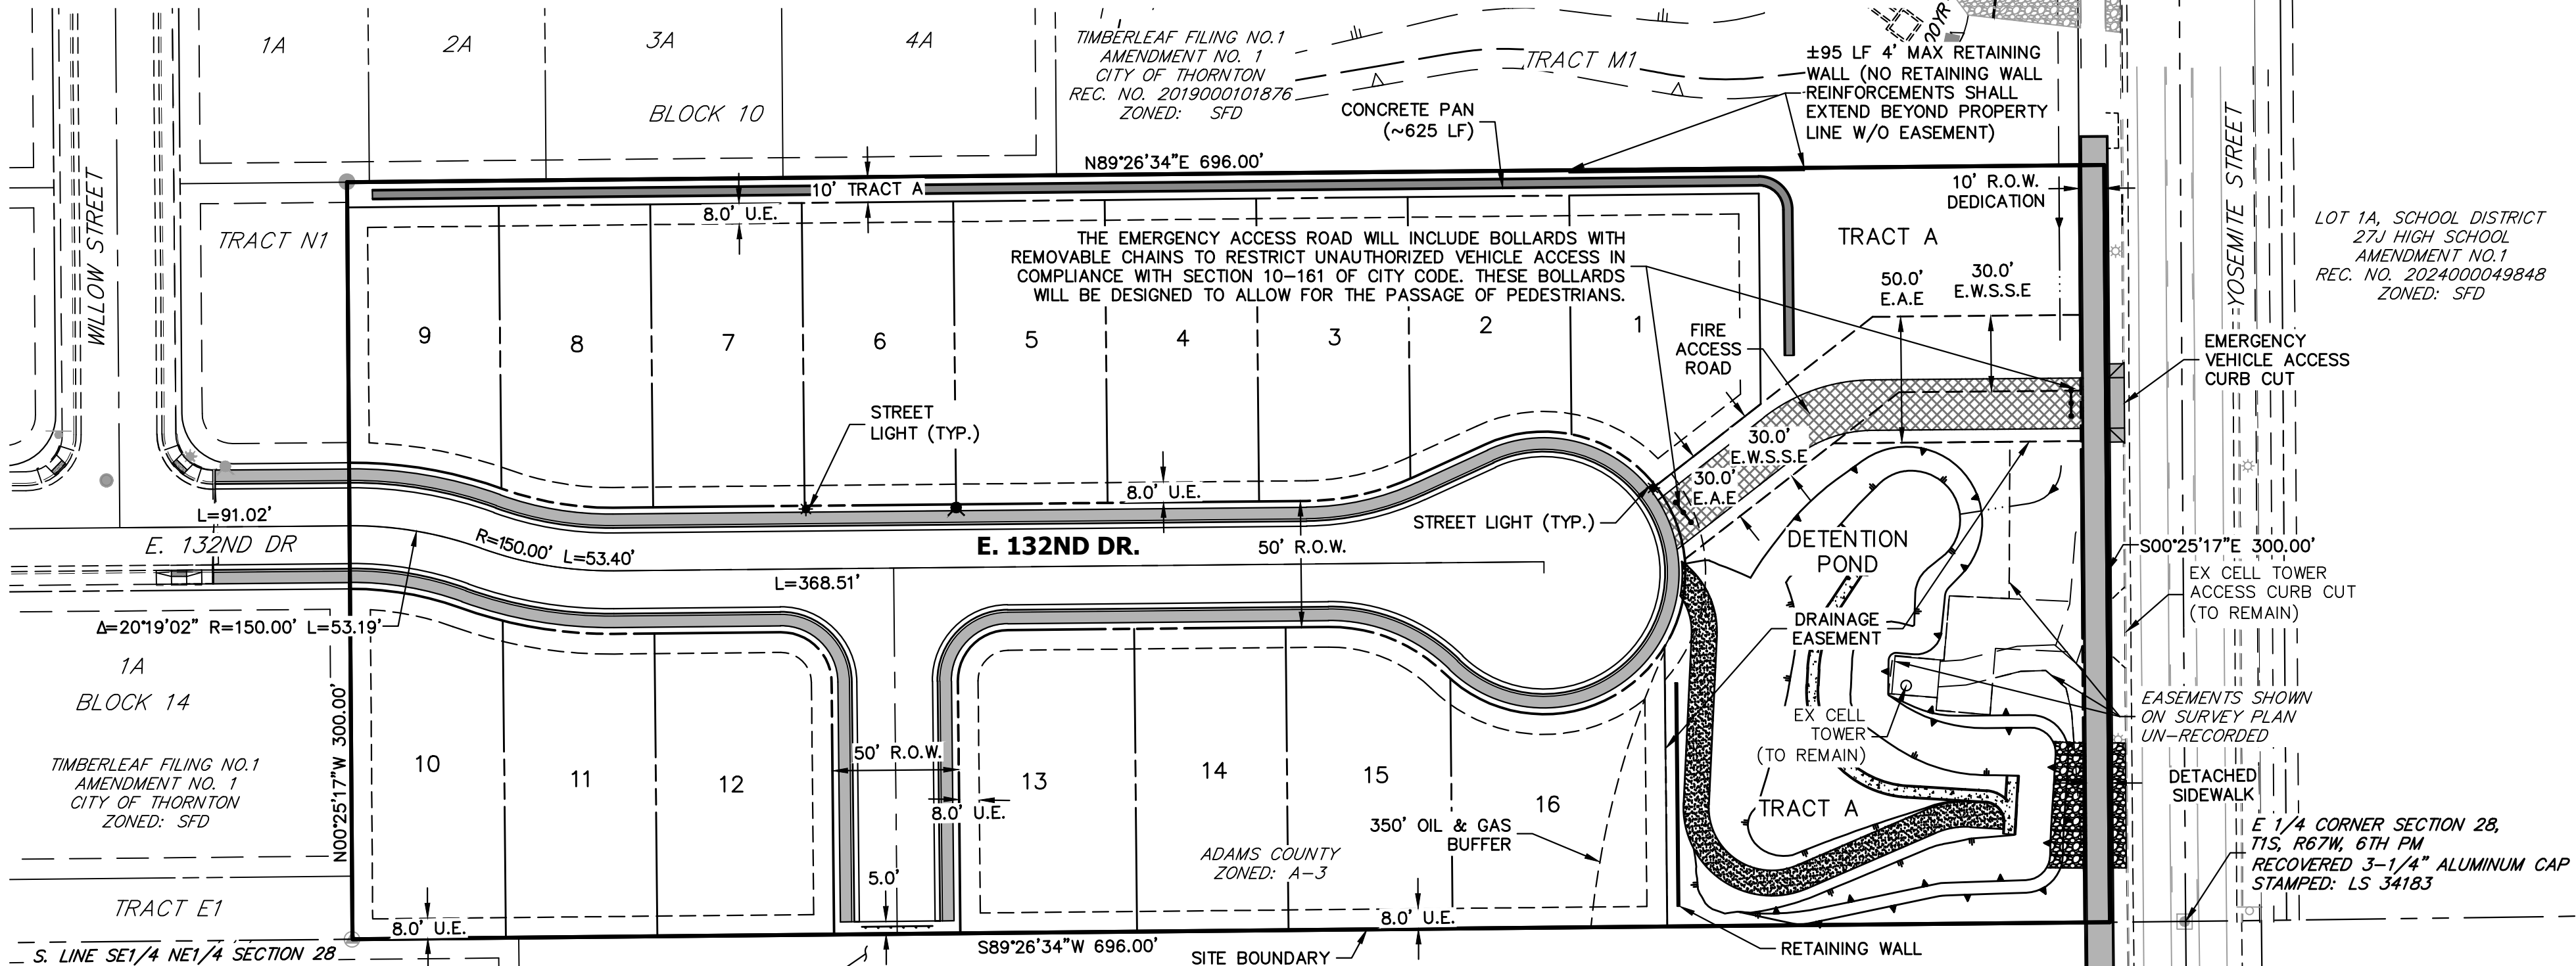 1A
2A
3A
4A
BLOCK 10
TIMBERLEAF FILING NO.1
AMENDMENT NO. 1
CITY OF THORNTON
REC. NO. 2019000101876
ZONED: SFD
TRACT M1
00YR
±95 LF 4' MAX RETAINING
WALL (NO RETAINING WALL
REINFORCEMENTS SHALL
EXTEND BEYOND PROPERTY
LINE W/O EASEMENT)
CONCRETE PAN
(~625 LF)
N89°26'34"E 696.00'
WILLOW STREET
TRACT N1
10' TRACT A
8.0' U.E.
10' R.O.W.
DEDICATION
YOSEMITE STREET
LOT 1A, SCHOOL DISTRICT
27J HIGH SCHOOL
AMENDMENT NO.1
REC. NO. 2024000049848
ZONED: SFD
THE EMERGENCY ACCESS ROAD WILL INCLUDE BOLLARDS WITH
REMOVABLE CHAINS TO RESTRICT UNAUTHORIZED VEHICLE ACCESS IN
COMPLIANCE WITH SECTION 10-161 OF CITY CODE. THESE BOLLARDS
WILL BE DESIGNED TO ALLOW FOR THE PASSAGE OF PEDESTRIANS.
TRACT A
50.0'
E.A.E
30.0'
E.W.S.S.E
9
8
7
6
5
4
3
2
1
FIRE
ACCESS
ROAD
EMERGENCY
VEHICLE ACCESS
CURB CUT
STREET
LIGHT (TYP.)
30.0'
E.W.S.S.E
30.0'
E.A.E
8.0' U.E.
STREET LIGHT (TYP.)
L=91.02'
E. 132ND DR
R=150.00' L=53.40'
E. 132ND DR.
50' R.O.W.
L=368.51'
DETENTION
POND
S00°25'17"E 300.00'
EX CELL TOWER
ACCESS CURB CUT
(TO REMAIN)
Δ=20°19'02" R=150.00' L=53.19'
DRAINAGE
EASEMENT
1A
BLOCK 14
TIMBERLEAF FILING NO.1
AMENDMENT NO. 1
CITY OF THORNTON
ZONED: SFD
N00°25'17"W 300.00'
10
11
12
50' R.O.W.
8.0' U.E.
13
14
15
16
EX CELL
TOWER
(TO REMAIN)
EASEMENTS SHOWN
ON SURVEY PLAN
UN-RECORDED
DETACHED
SIDEWALK
TRACT A
350' OIL & GAS
BUFFER
ADAMS COUNTY
ZONED: A-3
E 1/4 CORNER SECTION 28,
T1S, R67W, 6TH PM
RECOVERED 3-1/4" ALUMINUM CAP
STAMPED: LS 34183
5.0'
TRACT E1
8.0' U.E.
8.0' U.E.
S. LINE SE1/4 NE1/4 SECTION 28
S89°26'34"W 696.00'
SITE BOUNDARY
RETAINING WALL